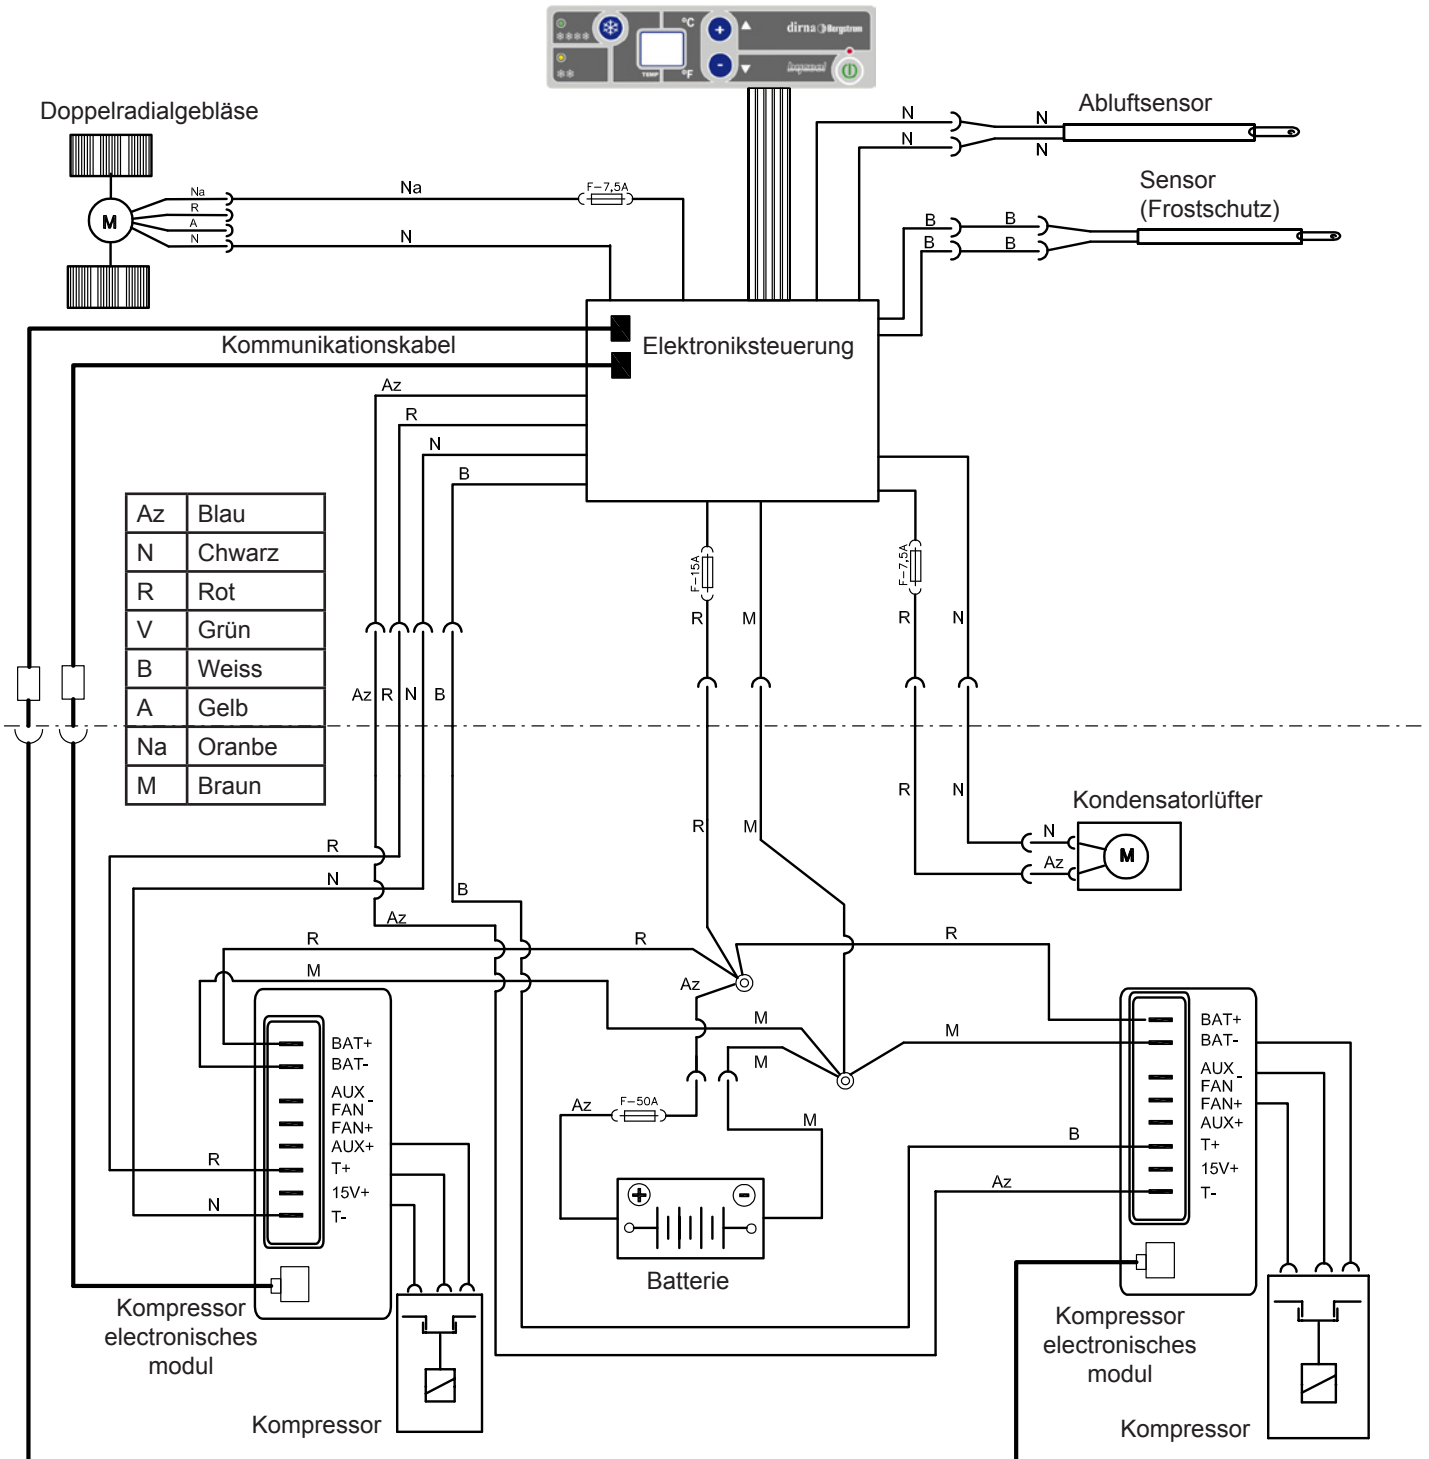 °C
dirna Bergstrom
TEMP
°F
Doppelradialgebläse
Abluftsensor
Sensor
(Frostschutz)
N
N
N
N
B
B
B
B
Na
R
A
N
M
Na
N
F-7,5A
Kommunikationskabel
Elektroniksteuerung
Az
R
N
B
Az Blau
N Chwarz
R Rot
V Grün
B Weiss
A Gelb
Na Oranbe
M Braun
F-15A
F-7,5A
R
M
R
N
Az
R
N
B
R
N
R
M
Kondensatorlüfter
N
Az
M
R
N
B
Az
R
R
R
M
Az
M
M
M
BAT+
BAT-
AUX
FAN -
FAN+
AUX+
T+
15V+
T-
R
N
BAT+
BAT-
AUX
FAN -
FAN+
AUX+
T+
15V+
T-
B
Az
Az
F-50A
M
+
-
Batterie
Kompressor
electronisches
modul
Kompressor
Kompressor
electronisches
modul
Kompressor